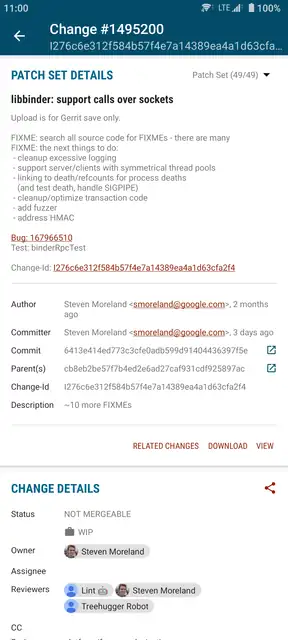 11:00
LTE
100%
Change #1495200
I276c6e312f584b57f4e7a14389ea4a1d63cfa…
PATCH SET DETAILS
Patch Set (49/49)
libbinder: support calls over sockets
Upload is for Gerrit save only.
FIXME: search all source code for FIXMEs - there are many
FIXME: the next things to do:
- cleanup excessive logging
- support server/clients with symmetrical thread pools
- linking to death/refcounts for process deaths
(and test death, handle SIGPIPE)
- cleanup/optimize transaction code
- add fuzzer
- address HMAC
Bug: 167966510
Test: binderRpcTest
Change-Id: I276c6e312f584b57f4e7a14389ea4a1d63cfa2f4
Author Steven Moreland <smoreland@google.com>, 2 months
ago
Committer Steven Moreland <smoreland@google.com>, 3 days ago
Commit 6413e414ed773c3cfe0adb599d91404436397f5e
Parent(s) cb8eb2be57f7b4ed2e6ad27caf931cdf925897ac
Change-Id I276c6e312f584b57f4e7a14389ea4a1d63cfa2f4
Description ~10 more FIXMEs
RELATED CHANGES DOWNLOAD VIEW
CHANGE DETAILS
Status NOT MERGEABLE
WIP
Owner Steven Moreland
Assignee
Reviewers Lint 🤖 Steven Moreland
Treehugger Robot
CC